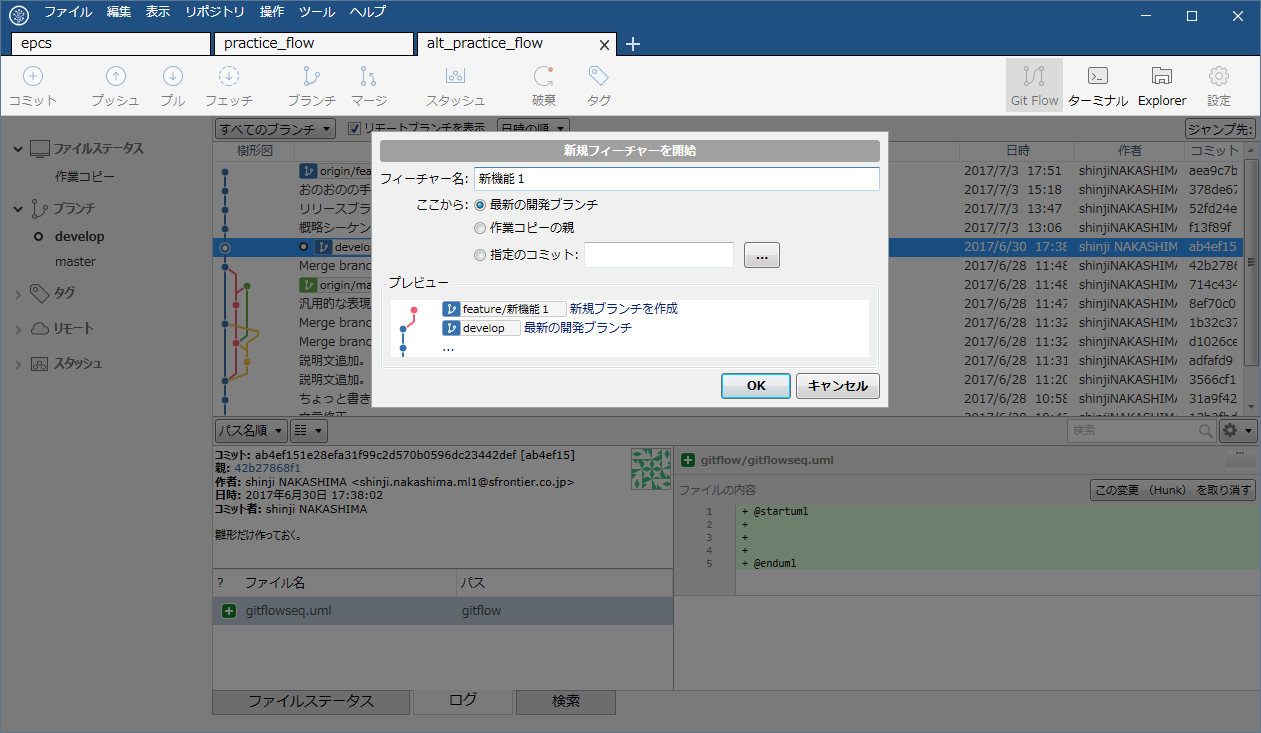 ファイル 編集 表示 リポジトリ 操作 ツール ヘルプ
epcs practice_flow alt_practice_flow
コミット プッシュ プル フェッチ ブランチ マージ スタッシュ 破棄 タグ Git Flow ターミナル Explorer 設定
すべてのブランチ リモートブランチを表示 日時の順 ジャンプ先:
樹形図 日時 作者 コミット
ファイルステータス
作業コピー
ブランチ
develop
master
タグ
リモート
スタッシュ
origin/fea 2017/7/3 17:51 shinjiNAKASHIMA aea9c7b
おのおのの手 2017/7/3 15:18 shinjiNAKASHIMA 378de67
リリースブラ 2017/7/3 13:47 shinjiNAKASHIMA 52fd24e
概略シーケン 2017/7/3 13:06 shinjiNAKASHIMA f13f89f
develo 2017/6/30 17:38 shinji NAKASHIM ab4ef15
Merge branc 2017/6/28 11:48 shinjiNAKASHIMA 42b2786
origin/ma 2017/6/28 11:48 shinjiNAKASHIMA 714c434
汎用的な表現 2017/6/28 11:47 shinjiNAKASHIMA 8ef70c0
Merge branc 2017/6/28 11:32 shinjiNAKASHIMA 1b32c37
Merge branc 2017/6/28 11:32 shinjiNAKASHIMA d1026ce
説明文追加。 2017/6/28 11:31 shinjiNAKASHIMA adfafd9
説明文追加。 2017/6/28 11:20 shinjiNAKASHIMA 3566cf1
ちょっと書き 2017/6/28 10:58 shinjiNAKASHIMA 31a9f42
新規フィーチャーを開始
フィーチャー名: 新機能１
ここから: 最新の開発ブランチ
作業コピーの親
指定のコミット: ...
プレビュー
feature/新機能１ 新規ブランチを作成
develop 最新の開発ブランチ
...
OK キャンセル
パス名順 検索
コミット: ab4ef151e28efa31f99c2d570b0596dc23442def [ab4ef15]
親: 42b27868f1
作者: shinji NAKASHIMA <shinji.nakashima.ml1@sfrontier.co.jp>
日時: 2017年6月30日 17:38:02
コミット者: shinji NAKASHIMA
雛形だけ作っておく。
? ファイル名 パス
gitflowseq.uml gitflow
gitflow/gitflowseq.uml ...
ファイルの内容 この変更 （Hunk） を取り消す
1 + @startuml
2 +
3 +
4 +
5 + @enduml
ファイルステータス ログ 検索